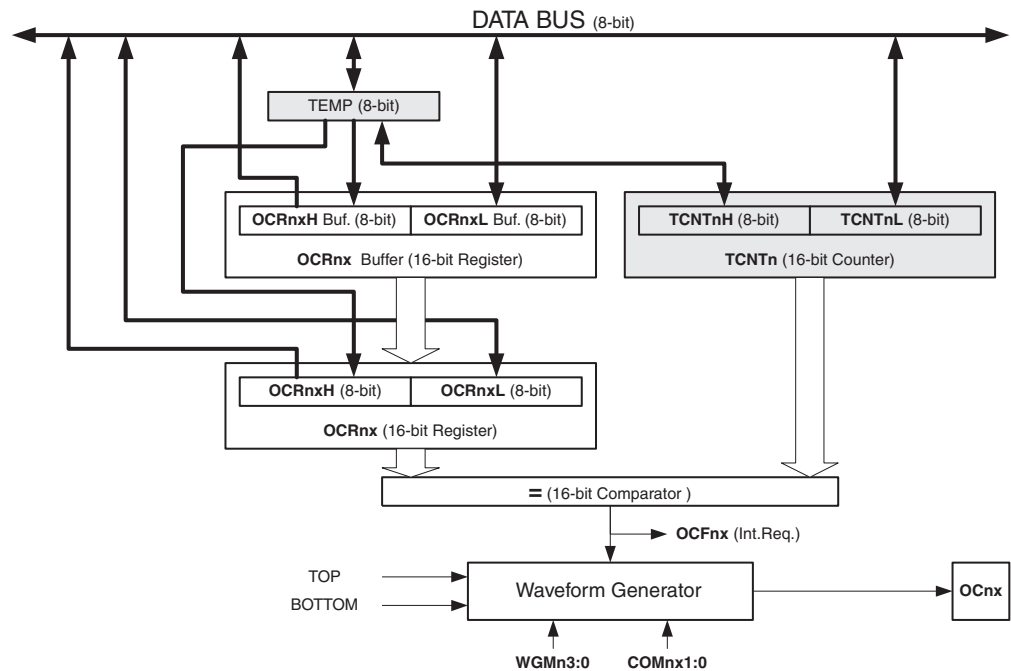 DATA BUS (8-bit)
TEMP (8-bit)
OCRnxH Buf. (8-bit) OCRnxL Buf. (8-bit)
OCRnx Buffer (16-bit Register)
TCNTnH (8-bit) TCNTnL (8-bit)
TCNTn (16-bit Counter)
OCRnxH (8-bit) OCRnxL (8-bit)
OCRnx (16-bit Register)
= (16-bit Comparator )
OCFnx (Int.Req.)
TOP
BOTTOM
Waveform Generator
OCnx
WGMn3:0 COMnx1:0